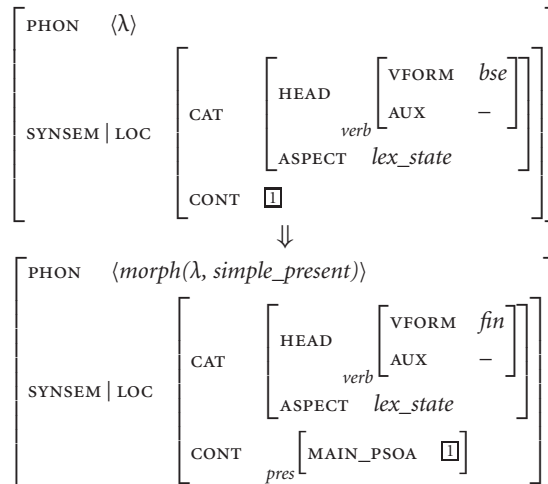 PHON ⟨λ⟩
VFORM bse
HEAD
CAT verb AUX –
SYNSEM | LOC
ASPECT lex_state
CONT 1
⇓
PHON ⟨morph(λ, simple_present)⟩
VFORM fin
HEAD
CAT verb AUX –
SYNSEM | LOC
ASPECT lex_state
CONT pres MAIN_PSOA 1